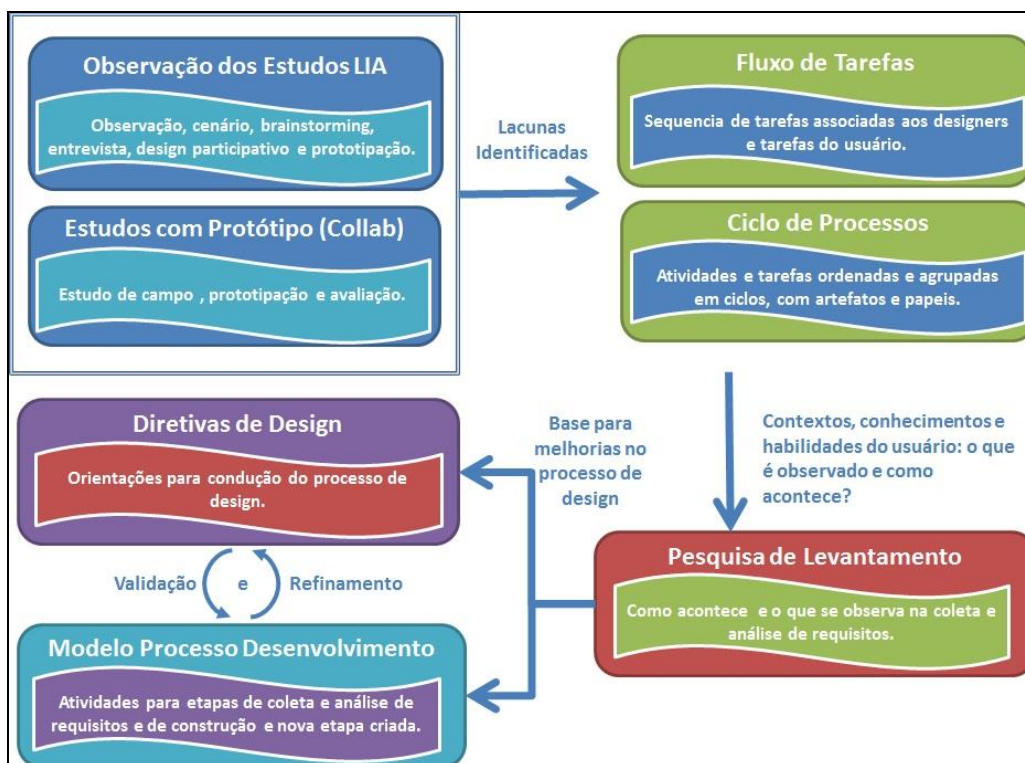 Observação dos Estudos LIA
Observação, cenário, brainstorming,
entrevista, design participativo e prototipação.
Estudos com Protótipo (Collab)
Estudo de campo , prototipação e avaliação.
Lacunas
Identificadas
Fluxo de Tarefas
Sequencia de tarefas associadas aos designers
e tarefas do usuário.
Ciclo de Processos
Atividades e tarefas ordenadas e agrupadas
em ciclos, com artefatos e papeis.
Contextos, conhecimentos e
habilidades do usuário: o que
é observado e como
acontece?
Pesquisa de Levantamento
Como acontece e o que se observa na coleta e
análise de requisitos.
Base para
melhorias no
processo de
design
Diretivas de Design
Orientações para condução do processo de
design.
Validação e Refinamento
Modelo Processo Desenvolvimento
Atividades para etapas de coleta e análise de
requisitos e de construção e nova etapa criada.